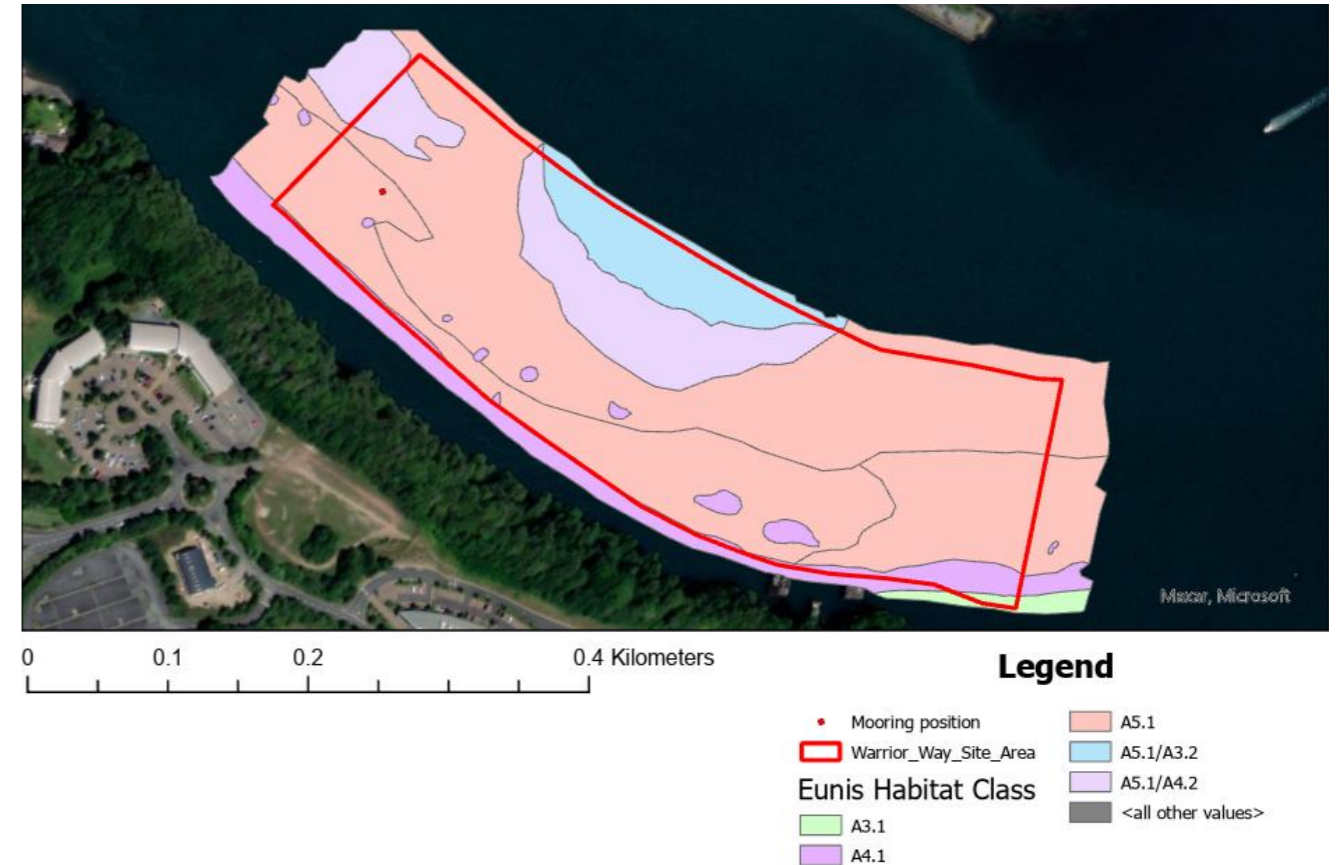 Maxar, Microsoft
0 0.1 0.2 0.4 Kilometers
Legend
Mooring position
Warrior_Way_Site_Area
Eunis Habitat Class
A3.1
A4.1
A5.1
A5.1/A3.2
A5.1/A4.2
<all other values>